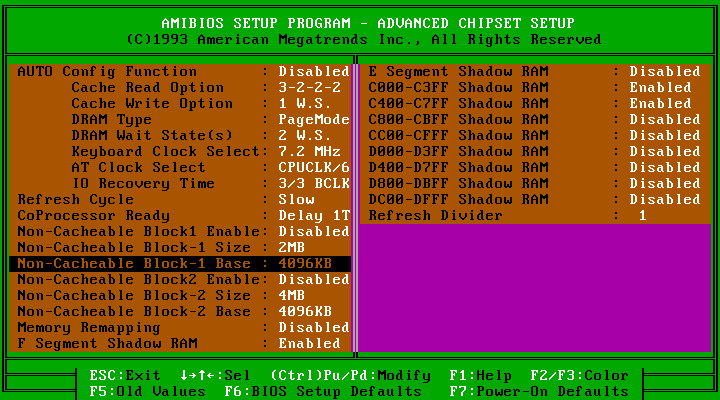 AMIBIOS SETUP PROGRAM - ADVANCED CHIPSET SETUP
(C)1993 American Megatrends Inc., All Rights Reserved
AUTO Config Function : Disabled
Cache Read Option : 3-2-2-2
Cache Write Option : 1 W.S.
DRAM Type : PageMode
DRAM Wait State(s) : 2 W.S.
Keyboard Clock Select: 7.2 MHz
AT Clock Select : CPUCLK/6
IO Recovery Time : 3/3 BCLK
Refresh Cycle : Slow
CoProcessor Ready : Delay 1T
Non-Cacheable Block1 Enable: Disabled
Non-Cacheable Block-1 Size : 2MB
Non-Cacheable Block-1 Base : 4096KB
Non-Cacheable Block2 Enable: Disabled
Non-Cacheable Block-2 Size : 4MB
Non-Cacheable Block-2 Base : 4096KB
Memory Remapping : Disabled
F Segment Shadow RAM : Enabled
E Segment Shadow RAM : Disabled
C000-C3FF Shadow RAM : Enabled
C400-C7FF Shadow RAM : Enabled
C800-CBFF Shadow RAM : Disabled
CC00-CFFF Shadow RAM : Disabled
D000-D3FF Shadow RAM : Disabled
D400-D7FF Shadow RAM : Disabled
D800-DBFF Shadow RAM : Disabled
DC00-DFFF Shadow RAM : Disabled
Refresh Divider : 1
ESC:Exit ↓→↑←:Sel (Ctrl)Pu/Pd:Modify F1:Help F2/F3:Color
F5:Old Values F6:BIOS Setup Defaults F7:Power-On Defaults